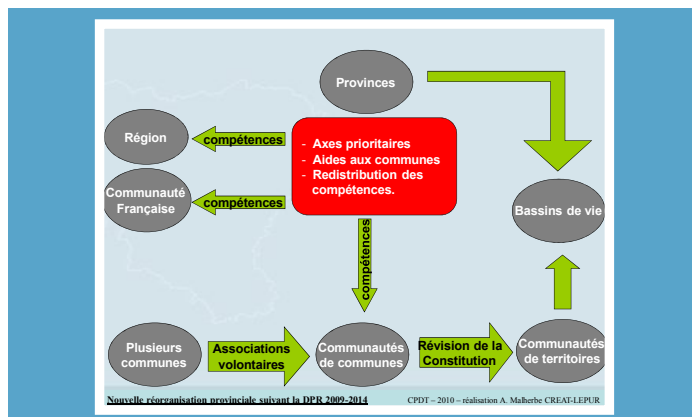 Provinces
Région
compétences
- Axes prioritaires
- Aides aux communes
- Redistribution des
compétences.
Communauté
Française
compétences
Bassins de vie
compétences
Plusieurs
communes
Associations
volontaires
Communautés
de communes
Révision de la
Constitution
Communautés
de territoires
Nouvelle réorganisation provinciale suivant la DPR 2009-2014
CPDT – 2010 – réalisation A. Malherbe CREAT-LEPUR